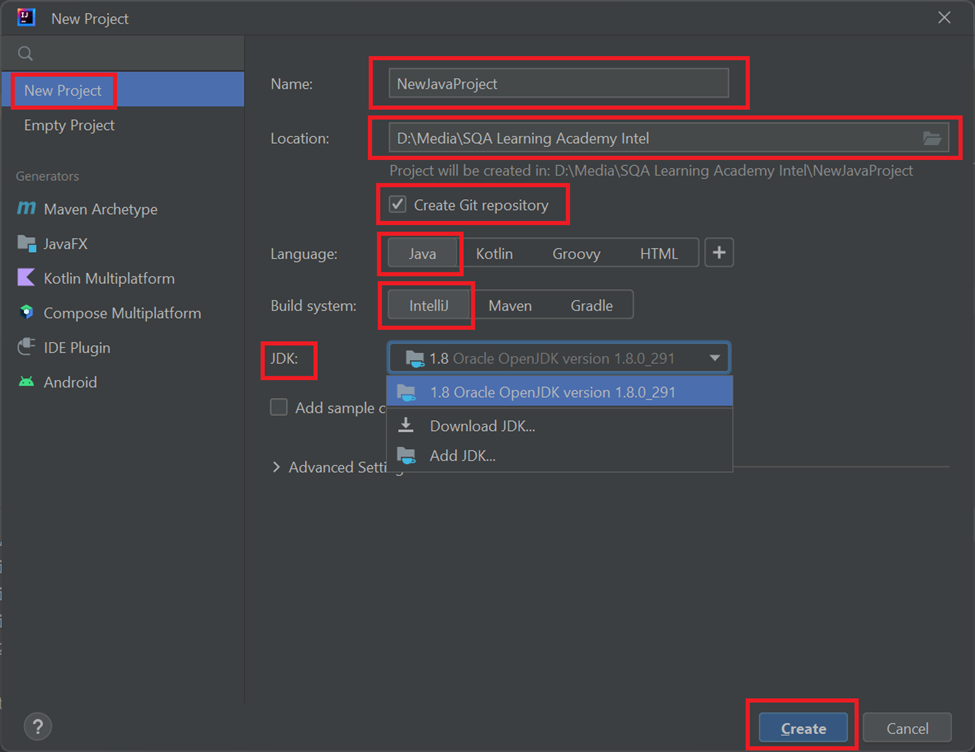 New Project
New Project
Empty Project
Generators
Maven Archetype
JavaFX
Kotlin Multiplatform
Compose Multiplatform
IDE Plugin
Android
Name: NewJavaProject
Location: D:\Media\SQA Learning Academy Intel
Project will be created in: D:\Media\SQA Learning Academy Intel\NewJavaProject
Create Git repository
Language: Java Kotlin Groovy HTML +
Build system: IntelliJ Maven Gradle
JDK: 1.8 Oracle OpenJDK version 1.8.0_291
1.8 Oracle OpenJDK version 1.8.0_291
Add sample c
Download JDK...
Add JDK...
Advanced Setting
? Create Cancel